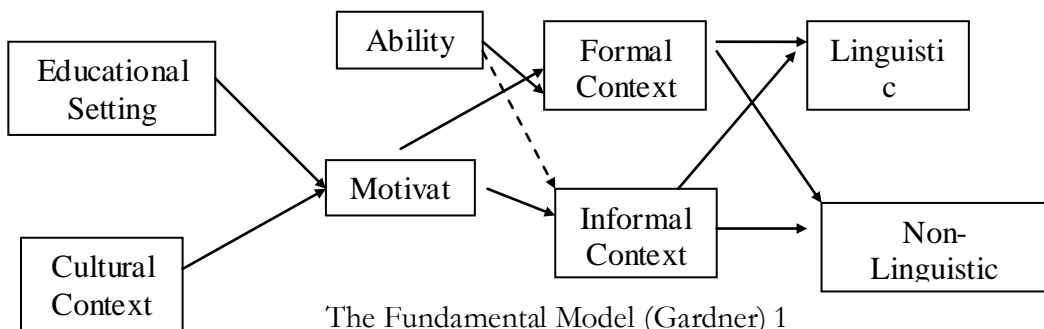 Educational
Setting
Ability
Formal
Context
Linguisti
c
Motivat
Cultural
Context
Informal
Context
Non-
Linguistic
The Fundamental Model (Gardner) 1